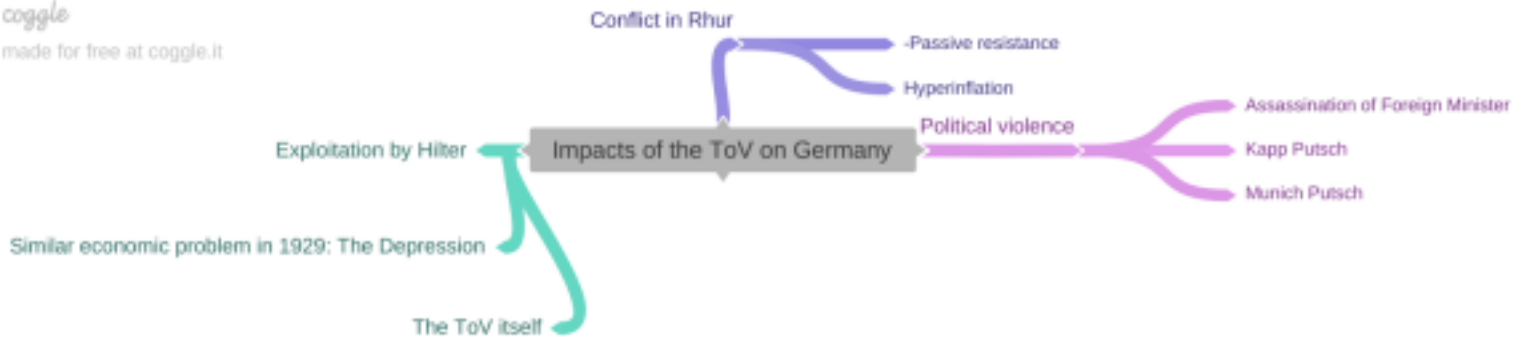 coggle
made for free at coggle.it
Conflict in Rhur
-Passive resistance
Hyperinflation
Political violence
Assassination of Foreign Minister
Kapp Putsch
Munich Putsch
Impacts of the ToV on Germany
Exploitation by Hilter
Similar economic problem in 1929: The Depression
The ToV itself